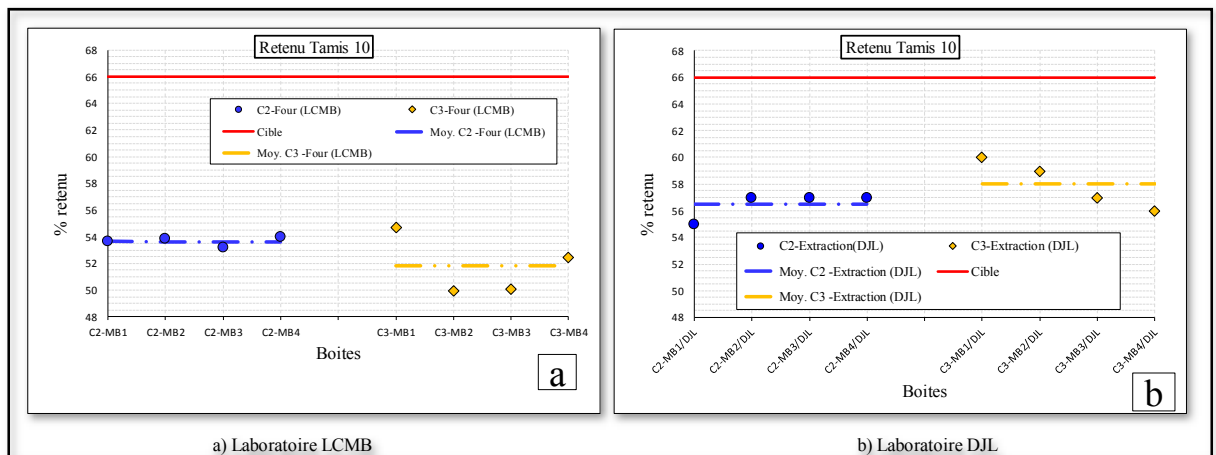 Retenu Tamis 10
68
66
64
62
60
58
56
54
52
50
48
% retenu
C2-Four (LCMB)
C3-Four (LCMB)
Cible
Moy. C2 -Four (LCMB)
Moy. C3 -Four (LCMB)
C2-MB1
C2-MB2
C2-MB3
C2-MB4
C3-MB1
C3-MB2
C3-MB3
C3-MB4
Boites
a
Retenu Tamis 10
68
66
64
62
60
58
56
54
52
50
48
% retenu
C2-Extraction(DJL)
C3-Extraction (DJL)
Moy. C2 -Extraction (DJL)
Cible
Moy. C3 -Extraction (DJL)
C2-MB1/DJL
C2-MB2/DJL
C2-MB3/DJL
C2-MB4/DJL
C3-MB1/DJL
C3-MB2/DJL
C3-MB3/DJL
C3-MB4/DJL
Boites
b
a) Laboratoire LCMB
b) Laboratoire DJL